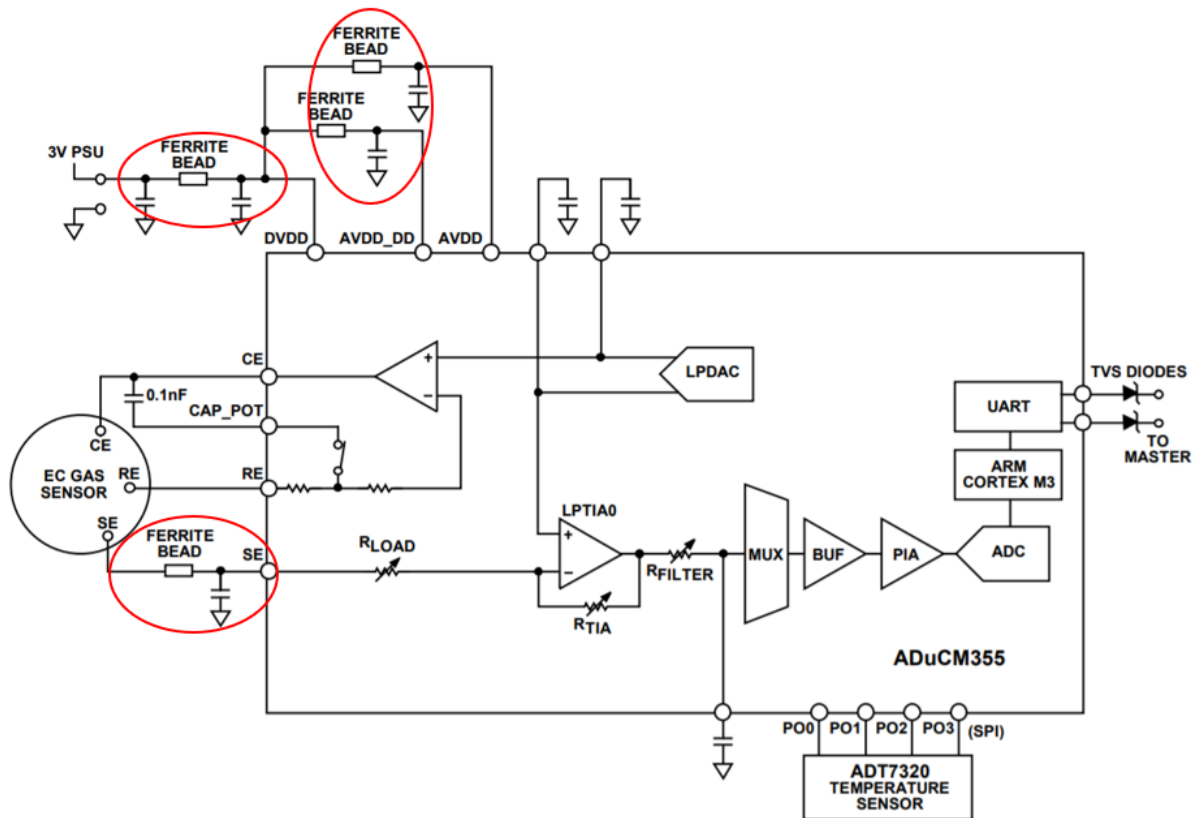 FERRITE
BEAD
FERRITE
BEAD
3V PSU
FERRITE
BEAD
DVDD
AVDD_DD
AVDD
CE
0.1nF
CAP_POT
CE
EC GAS
SENSOR
RE
RE
SE
FERRITE
BEAD
SE
RLOAD
LPDAC
+
−
LPTIA0
+
−
RTIA
RFILTER
MUX
BUF
PIA
ADC
ARM
CORTEX M3
UART
TVS DIODES
TO
MASTER
ADuCM355
PO0
PO1
PO2
PO3
(SPI)
ADT7320
TEMPERATURE
SENSOR